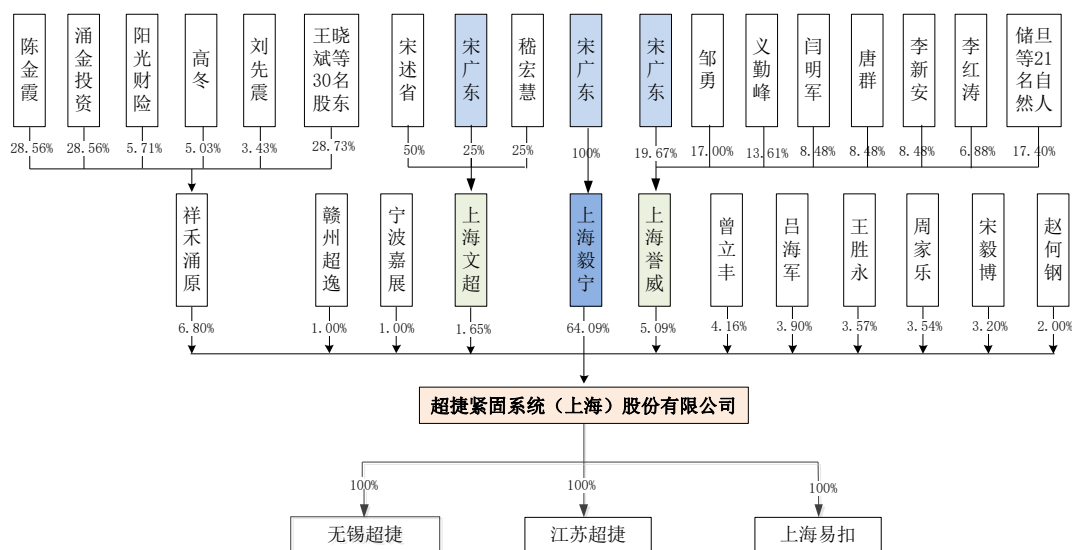 陈金霞
涌金投资
阳光财险
高冬
刘先震
王晓斌等30名股东
宋述省
宋广东
嵇宏慧
宋广东
宋广东
邹勇
义勤峰
闫明军
唐群
李新安
李红涛
储旦等21名自然人
28.56%
28.56%
5.71%
5.03%
3.43%
28.73%
50%
25%
25%
100%
19.67%
17.00%
13.61%
8.48%
8.48%
8.48%
6.88%
17.40%
祥禾涌原
赣州超逸
宁波嘉展
上海文超
上海毅宁
上海誉威
曾立丰
吕海军
王胜永
周家乐
宋毅博
赵何钢
6.80%
1.00%
1.00%
1.65%
64.09%
5.09%
4.16%
3.90%
3.57%
3.54%
3.20%
2.00%
超捷紧固系统（上海）股份有限公司
100%
100%
100%
无锡超捷
江苏超捷
上海易扣